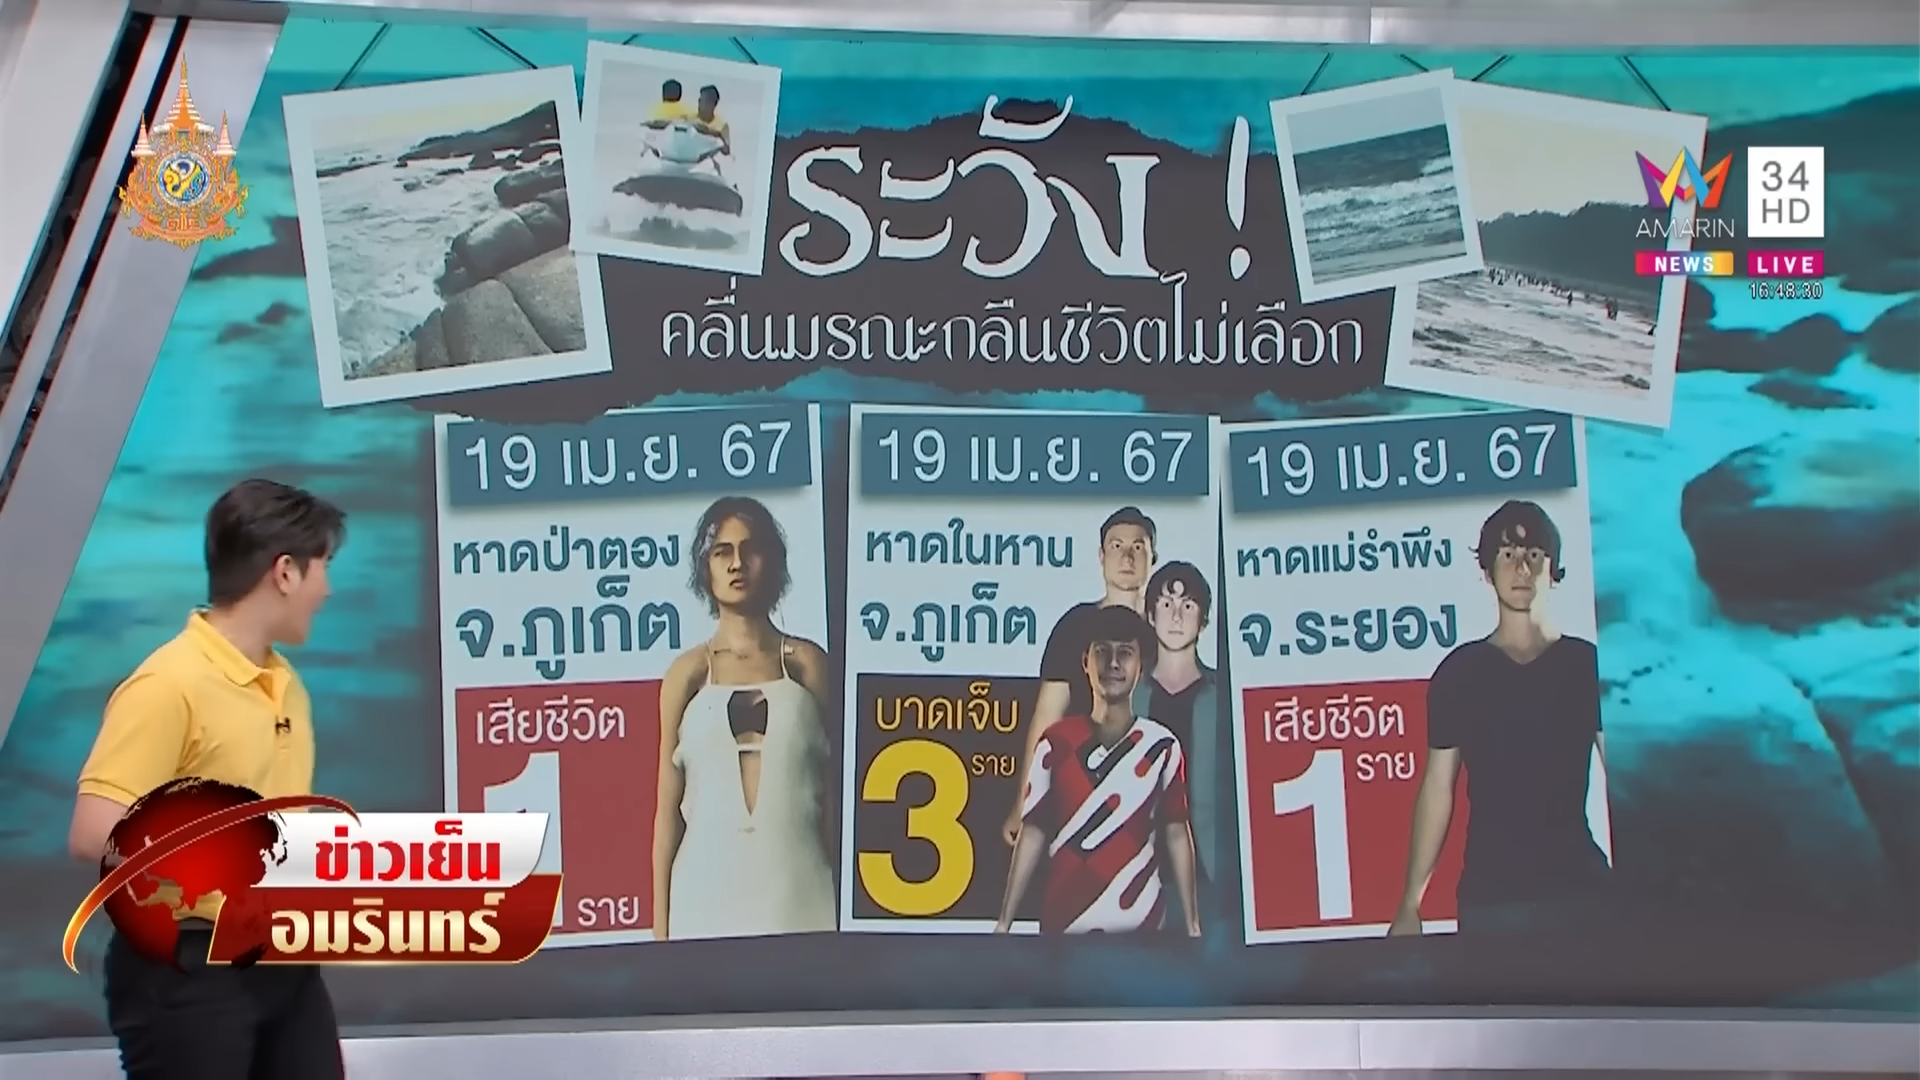 ระวัง !
คลื่นมรณะกลืนชีวิตไม่เลือก
AMARIN
34
HD
NEWS
LIVE
16:48:30
19 เม.ย. 67
หาดป่าตอง
จ.ภูเก็ต
เสียชีวิต
1
ราย
19 เม.ย. 67
หาดในหาน
จ.ภูเก็ต
บาดเจ็บ
3 ราย
19 เม.ย. 67
หาดแม่รำพึง
จ.ระยอง
เสียชีวิต
1 ราย
ข่าวเย็น
อมรินทร์